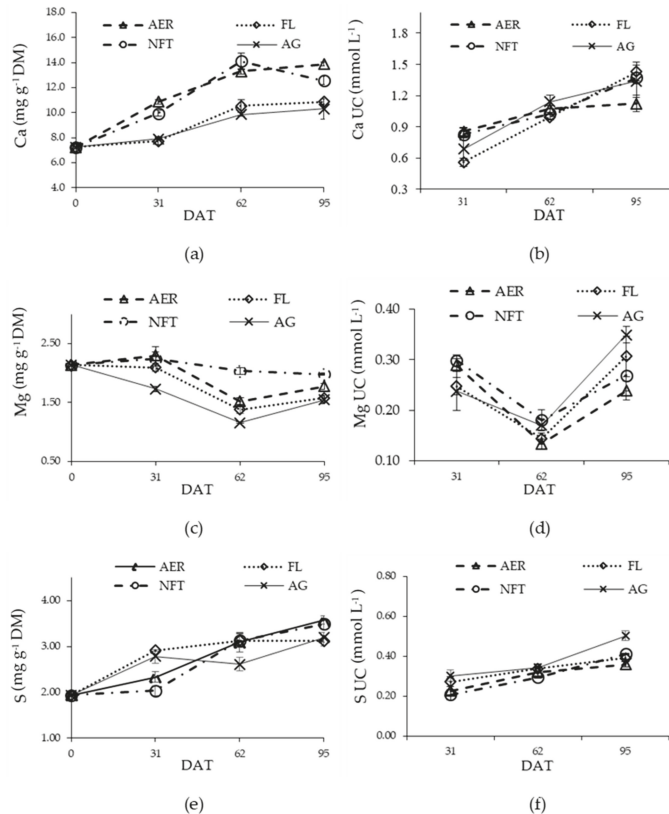 AER FL
NFT AG
Ca (mg g-1 DM)
18.0
16.0
14.0
12.0
10.0
8.0
6.0
4.0
0 31 62 95
DAT
(a)
AER FL
NFT AG
Ca UC (mmol L-1)
1.8
1.5
1.2
0.9
0.6
0.3
31 62 95
DAT
(b)
AER FL
NFT AG
Mg (mg g-1 DM)
2.50
1.50
0.50
0 31 62 95
DAT
(c)
AER FL
NFT AG
Mg UC (mmol L-1)
0.40
0.30
0.20
0.10
31 62 95
DAT
(d)
AER FL
NFT AG
S (mg g-1 DM)
4.00
3.00
2.00
1.00
0 31 62 95
DAT
(e)
AER FL
NFT AG
S UC (mmol L-1)
0.80
0.60
0.40
0.20
0.00
31 62 95
DAT
(f)